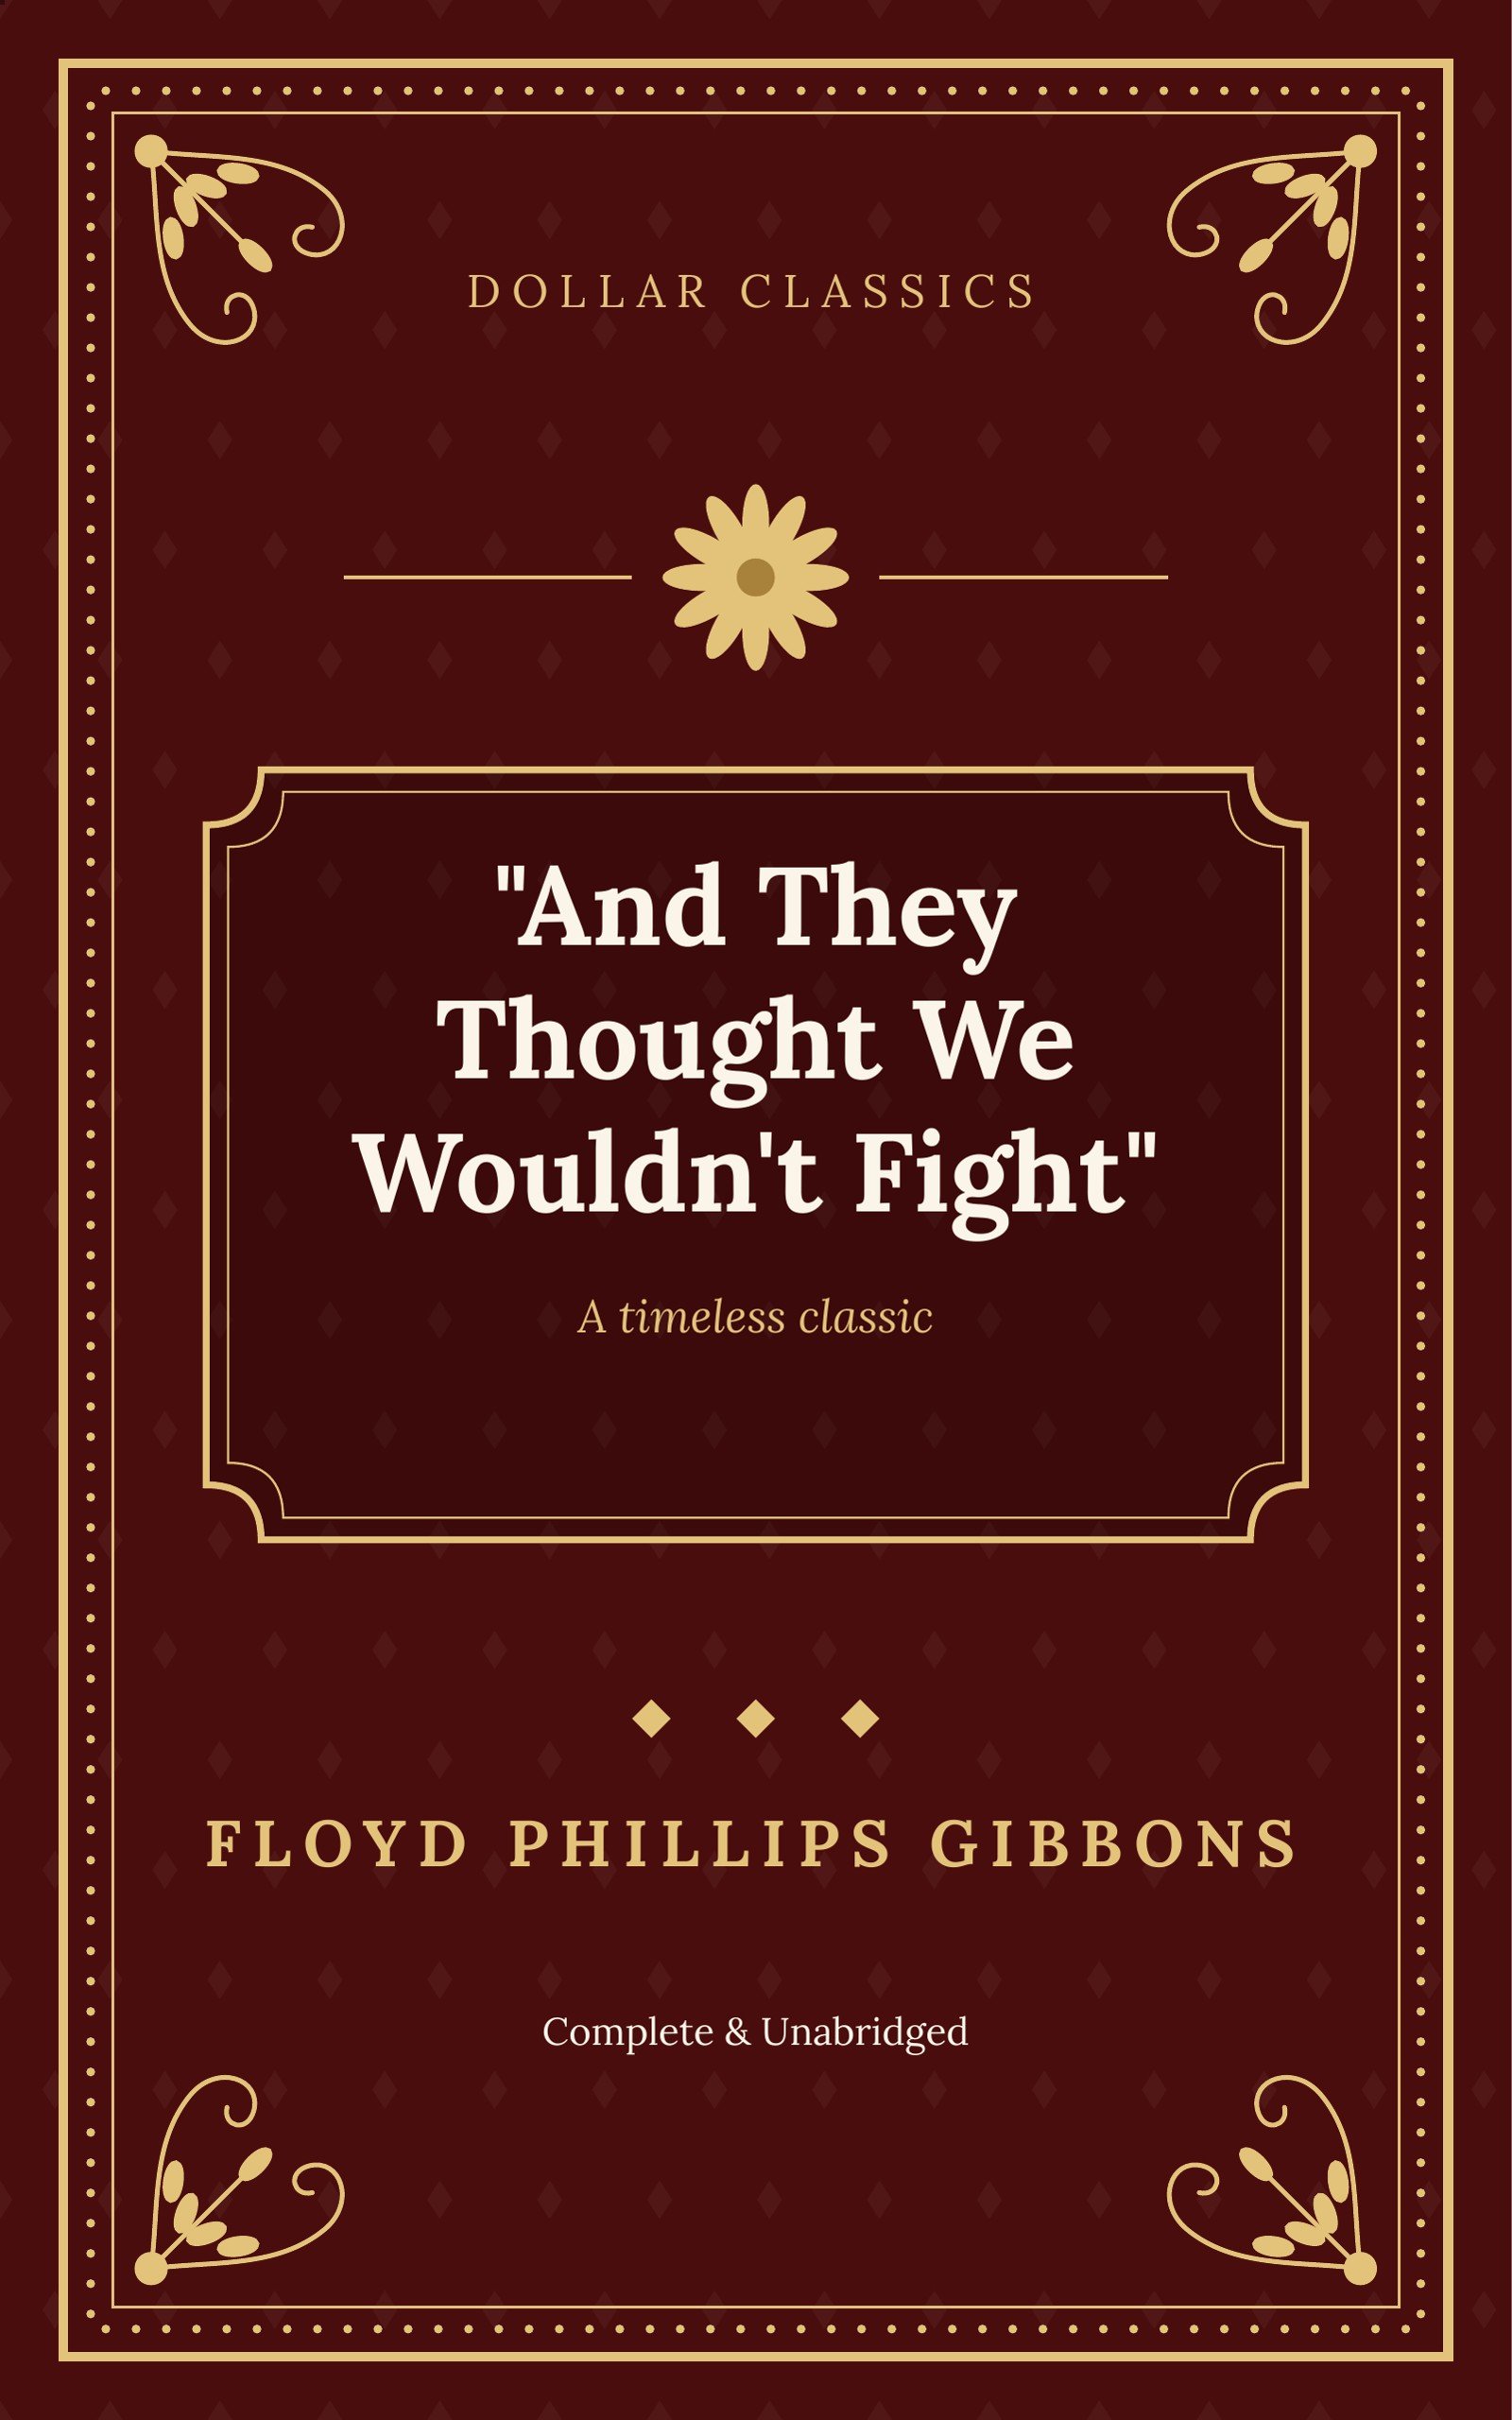 DOLLAR CLASSICS
"And They
Thought We
Wouldn't Fight"
A timeless classic
FLOYD PHILLIPS GIBBONS
Complete & Unabridged